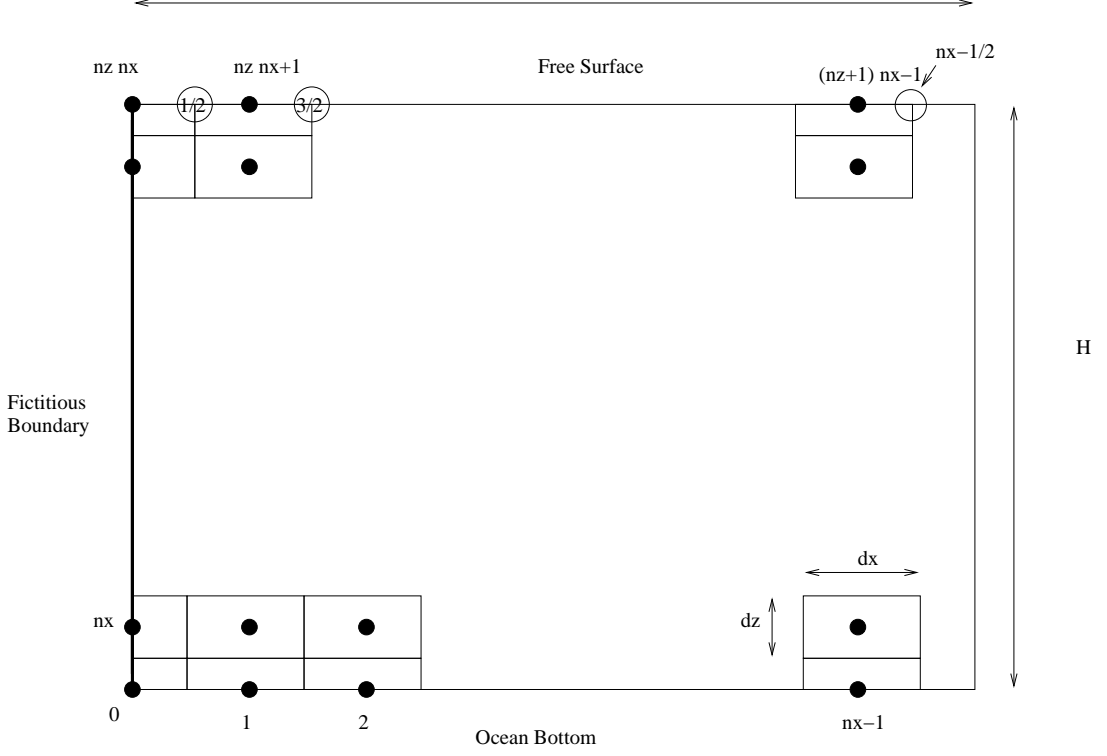 nx−1/2
nz nx
nz nx+1
Free Surface
(nz+1) nx−1
1/2
3/2
H
Fictitious
Boundary
dx
nx
dz
0
1
2
nx−1
Ocean Bottom